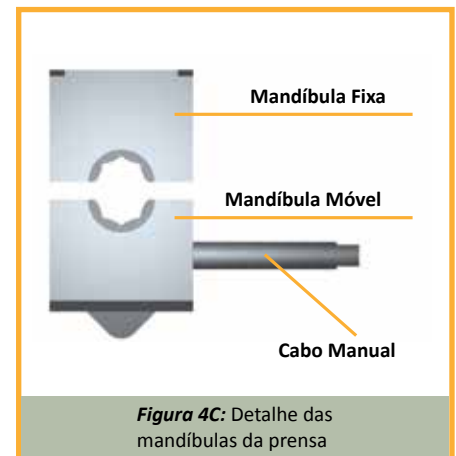 Mandíbula Fixa
Mandíbula Móvel
Cabo Manual
Figura 4C: Detalhe das
mandíbulas da prensa